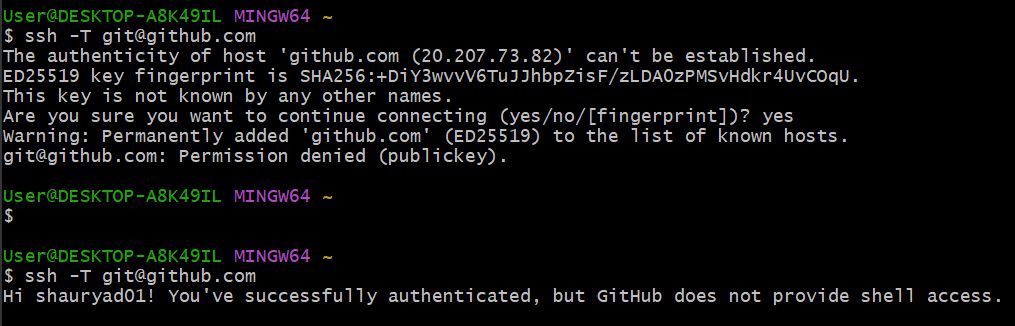 User@DESKTOP-A8K49IL MINGW64 ~
$ ssh -T git@github.com
The authenticity of host 'github.com (20.207.73.82)' can't be established.
ED25519 key fingerprint is SHA256:+DiY3wvvV6TuJJhbpZisF/zLDA0zPMSvHdkr4UvCOqU.
This key is not known by any other names.
Are you sure you want to continue connecting (yes/no/[fingerprint])? yes
Warning: Permanently added 'github.com' (ED25519) to the list of known hosts.
git@github.com: Permission denied (publickey).
User@DESKTOP-A8K49IL MINGW64 ~
$
User@DESKTOP-A8K49IL MINGW64 ~
$ ssh -T git@github.com
Hi shauryad01! You've successfully authenticated, but GitHub does not provide shell access.